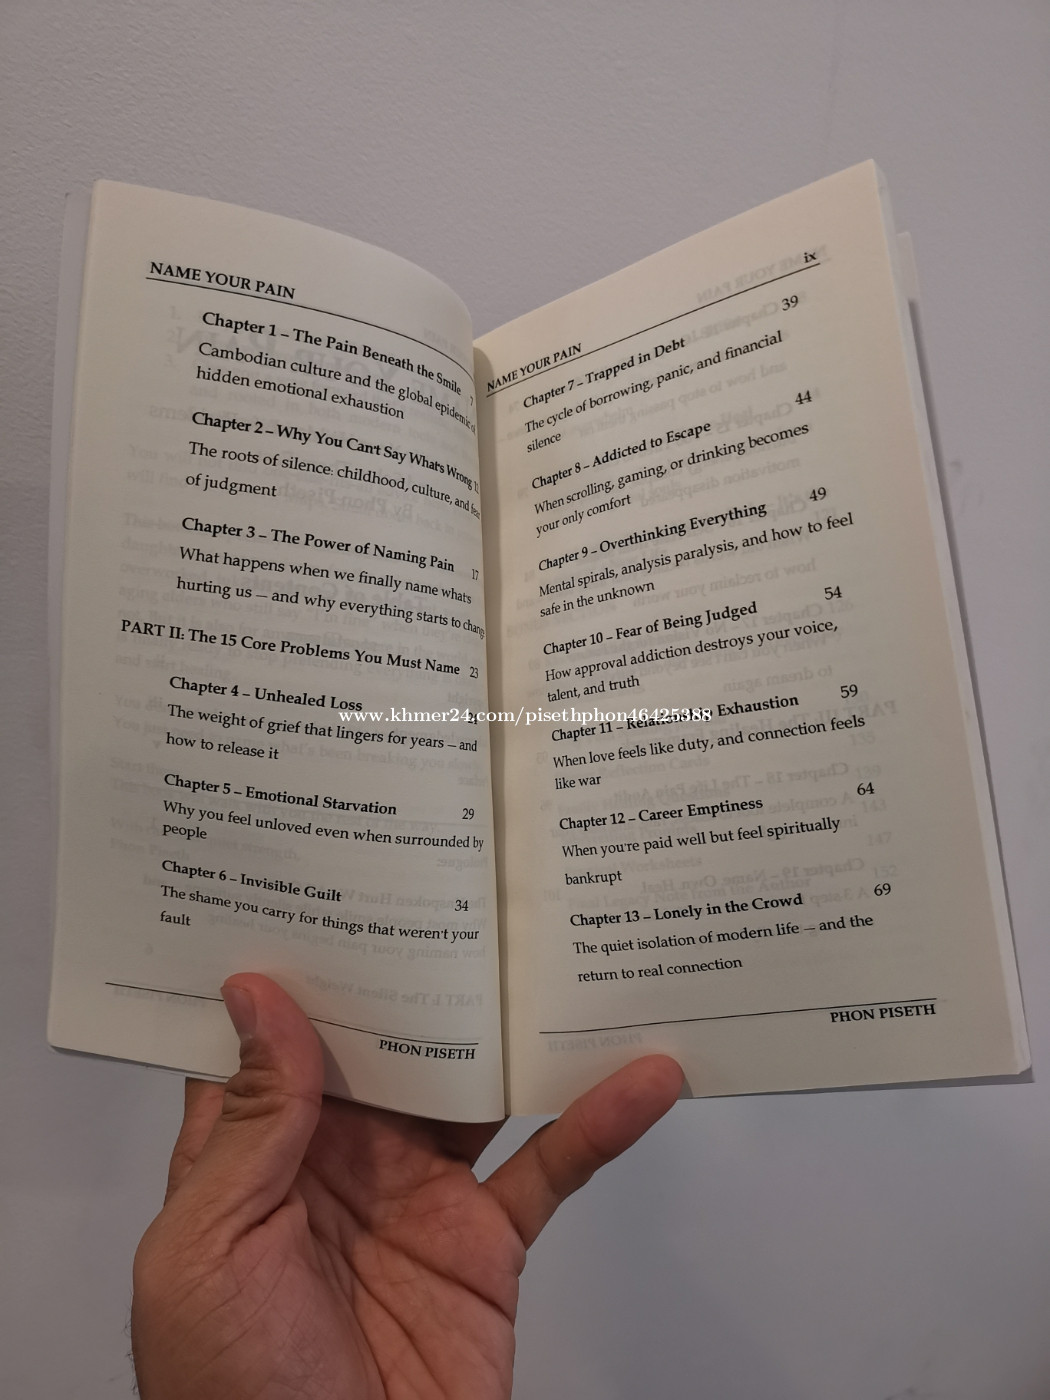 NAME YOUR PAIN
Chapter 1 – The Pain Beneath the Smile 7
Cambodian culture and the global epidemic of
hidden emotional exhaustion
Chapter 2 – Why You Can't Say What's Wrong
The roots of silence: childhood, culture, and fear
of judgment
Chapter 3 – The Power of Naming Pain 17
What happens when we finally name what's
hurting us — and why everything starts to change
PART II: The 15 Core Problems You Must Name 23
Chapter 4 – Unhealed Loss
The weight of grief that lingers for years — and
how to release it
Chapter 5 – Emotional Starvation 29
Why you feel unloved even when surrounded by
people
Chapter 6 – Invisible Guilt 34
The shame you carry for things that weren't your
fault
PHON PISETH
NAME YOUR PAIN ix
Chapter 7 – Trapped in Debt 39
The cycle of borrowing, panic, and financial
silence
Chapter 8 – Addicted to Escape 44
When scrolling, gaming, or drinking becomes
your only comfort
Chapter 9 – Overthinking Everything 49
Mental spirals, analysis paralysis, and how to feel
safe in the unknown
Chapter 10 – Fear of Being Judged 54
How approval addiction destroys your voice,
talent, and truth
Chapter 11 – Relationship Exhaustion 59
When love feels like duty, and connection feels
like war
Chapter 12 – Career Emptiness 64
When you're paid well but feel spiritually
bankrupt
Chapter 13 – Lonely in the Crowd 69
The quiet isolation of modern life — and the
return to real connection
PHON PISETH
www.khmer24.com/pisethphon46425388